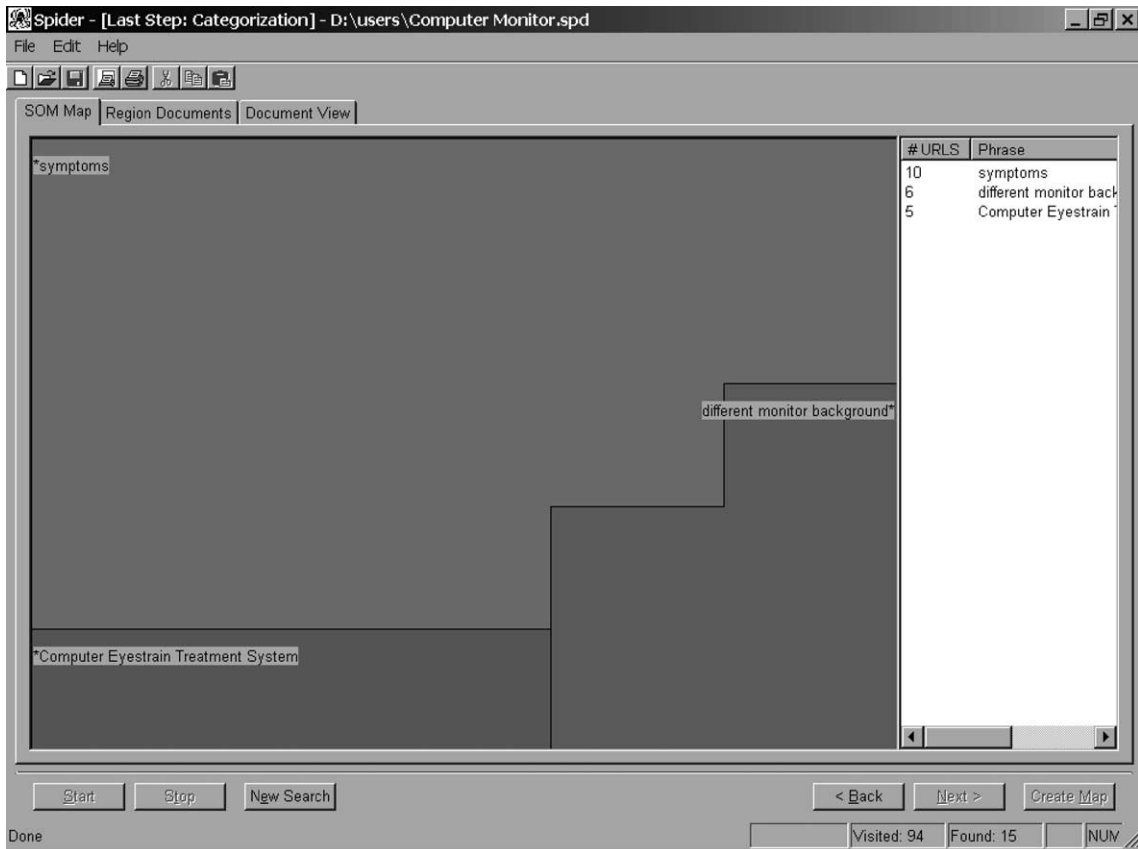 Spider - [Last Step: Categorization] - D:\users\Computer Monitor.spd
File Edit Help
SOM Map Region Documents Document View
# URLS Phrase
*symptoms
10 symptoms
6 different monitor back
5 Computer Eyestrain
different monitor background*
*Computer Eyestrain Treatment System
Start Stop New Search < Back Next > Create Map
Done Visited: 94 Found: 15 NUM